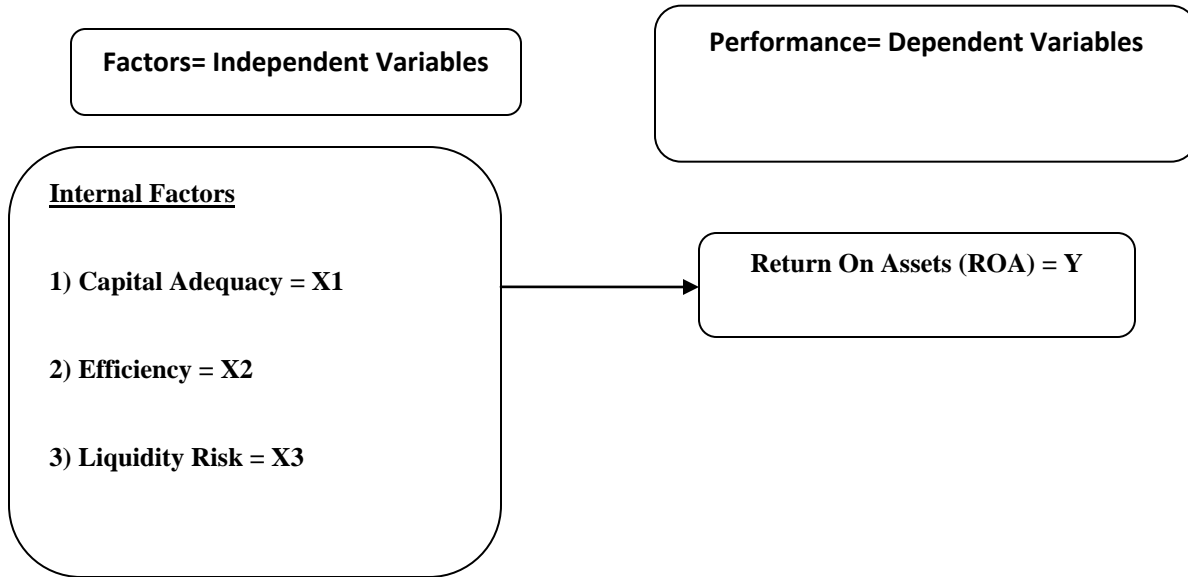 Factors= Independent Variables
Performance= Dependent Variables
Internal Factors
1) Capital Adequacy = X1
2) Efficiency = X2
3) Liquidity Risk = X3
Return On Assets (ROA) = Y